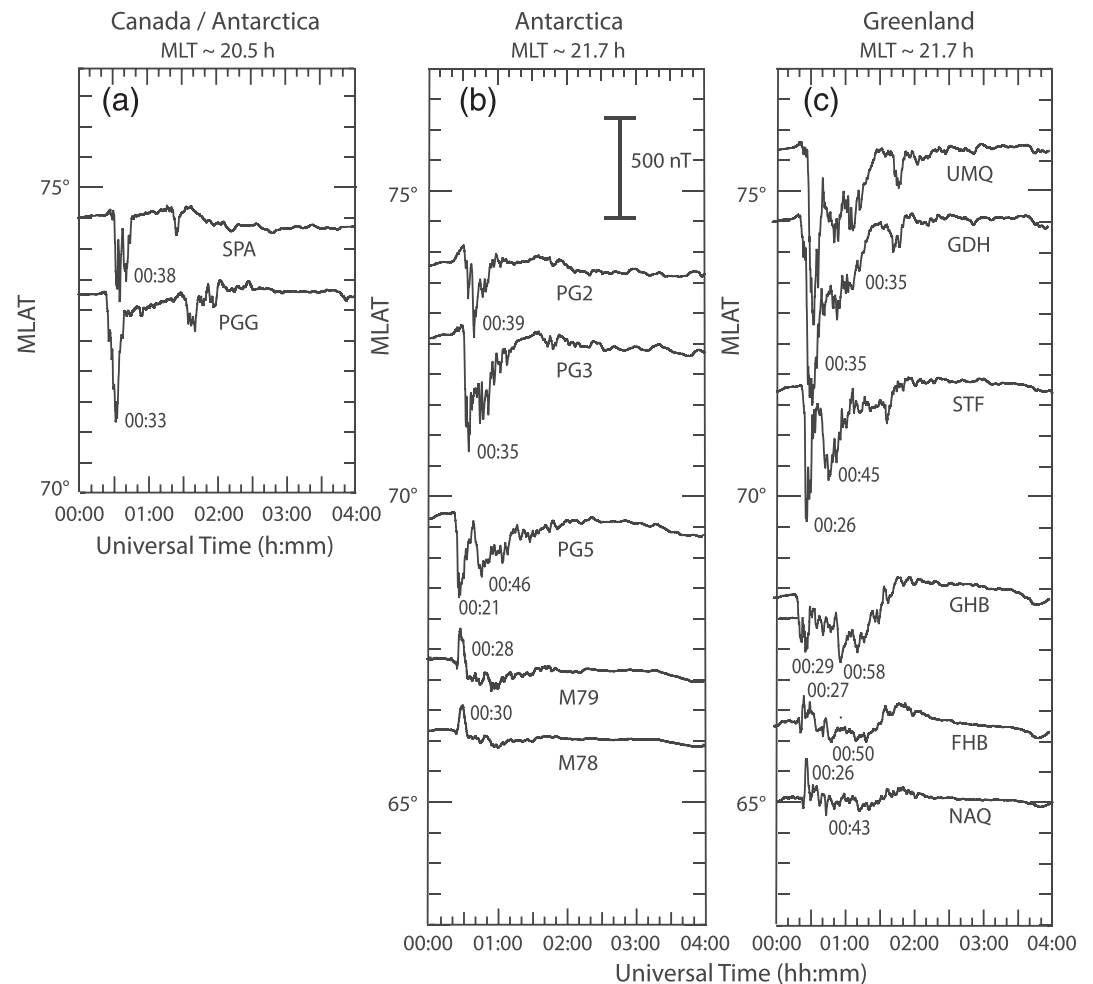 Canada / Antarctica
MLT ~ 20.5 h
(a)
75°
SPA
00:38
PGG
00:33
MLAT
70°
00:00 01:00 02:00 03:00 04:00
Universal Time (h:mm)
Antarctica
MLT ~ 21.7 h
(b)
500 nT
75°
PG2
00:39
MLAT
PG3
00:35
70°
PG5
00:46
00:21
00:28
M79
00:30
M78
65°
00:00 01:00 02:00 03:00 04:00
Greenland
MLT ~ 21.7 h
(c)
UMQ
75°
GDH
00:35
MLAT
00:35
STF
00:45
70°
00:26
GHB
00:29 00:58
00:27
FHB
00:50
00:26
65°
NAQ
00:43
00:00 01:00 02:00 03:00 04:00
Universal Time (hh:mm)